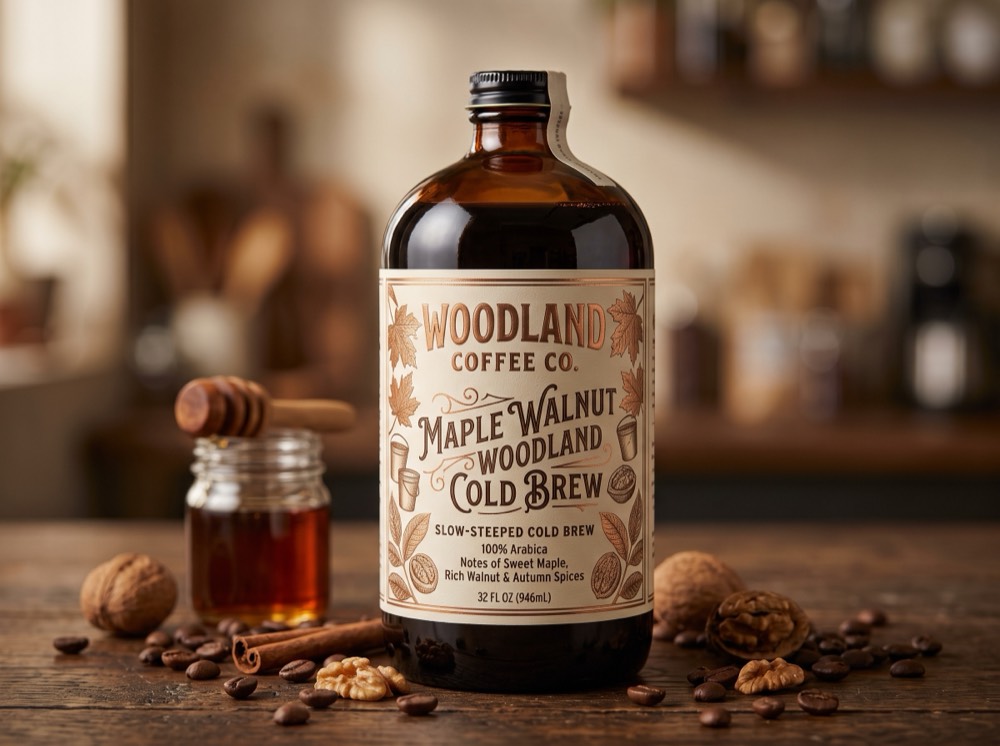 WOODLAND
COFFEE CO.
MAPLE WALNUT
WOODLAND
COLD BREW
SLOW-STEEPED COLD BREW
100% Arabica
Notes of Sweet Maple,
Rich Walnut & Autumn Spices
32 FL OZ (946mL)